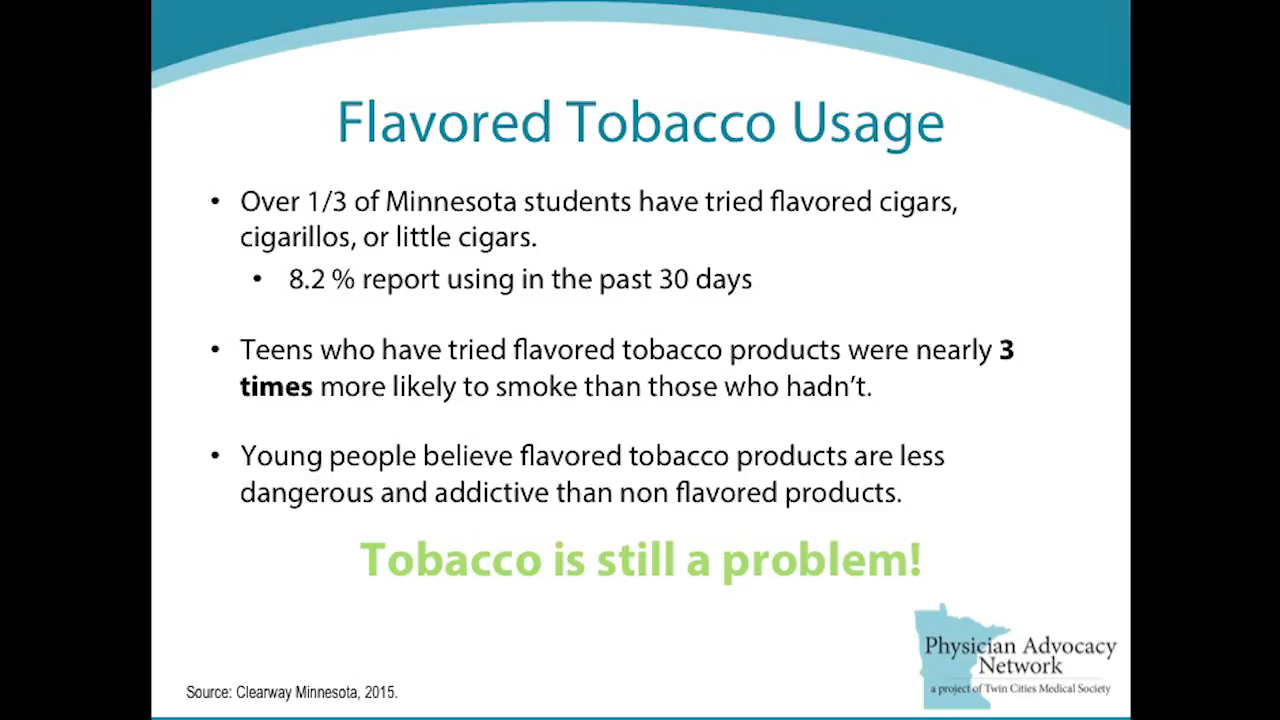 Flavored Tobacco Usage
• Over 1/3 of Minnesota students have tried flavored cigars,
cigarillos, or little cigars.
• 8.2 % report using in the past 30 days
• Teens who have tried flavored tobacco products were nearly 3
times more likely to smoke than those who hadn't.
• Young people believe flavored tobacco products are less
dangerous and addictive than non flavored products.
Tobacco is still a problem!
Physician Advocacy
Network
a project of Twin Cities Medical Society
Source: Clearway Minnesota, 2015.